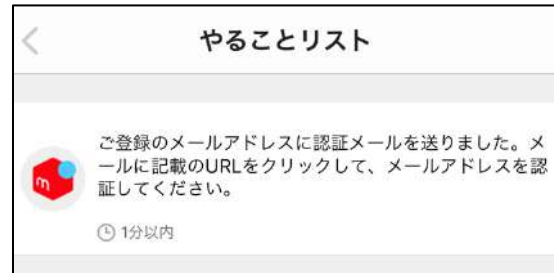 やることリスト
ご登録のメールアドレスに認証メールを送りました。メ
ールに記載のURLをクリックして、メールアドレスを認
証してください。
m
1分以内